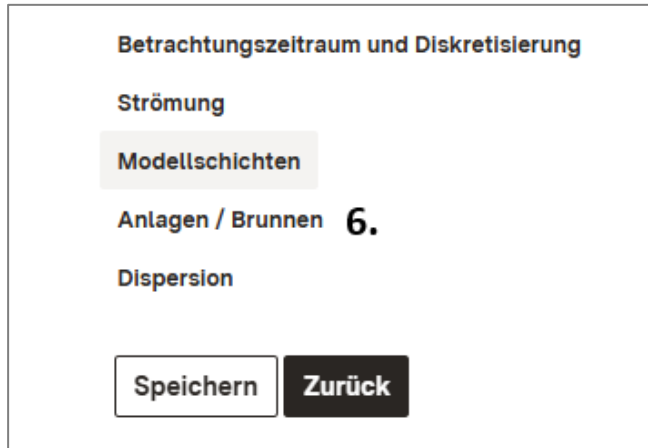 Betrachtungszeitraum und Diskretisierung
Strömung
Modellschichten
Anlagen / Brunnen 6.
Dispersion
Speichern Zurück